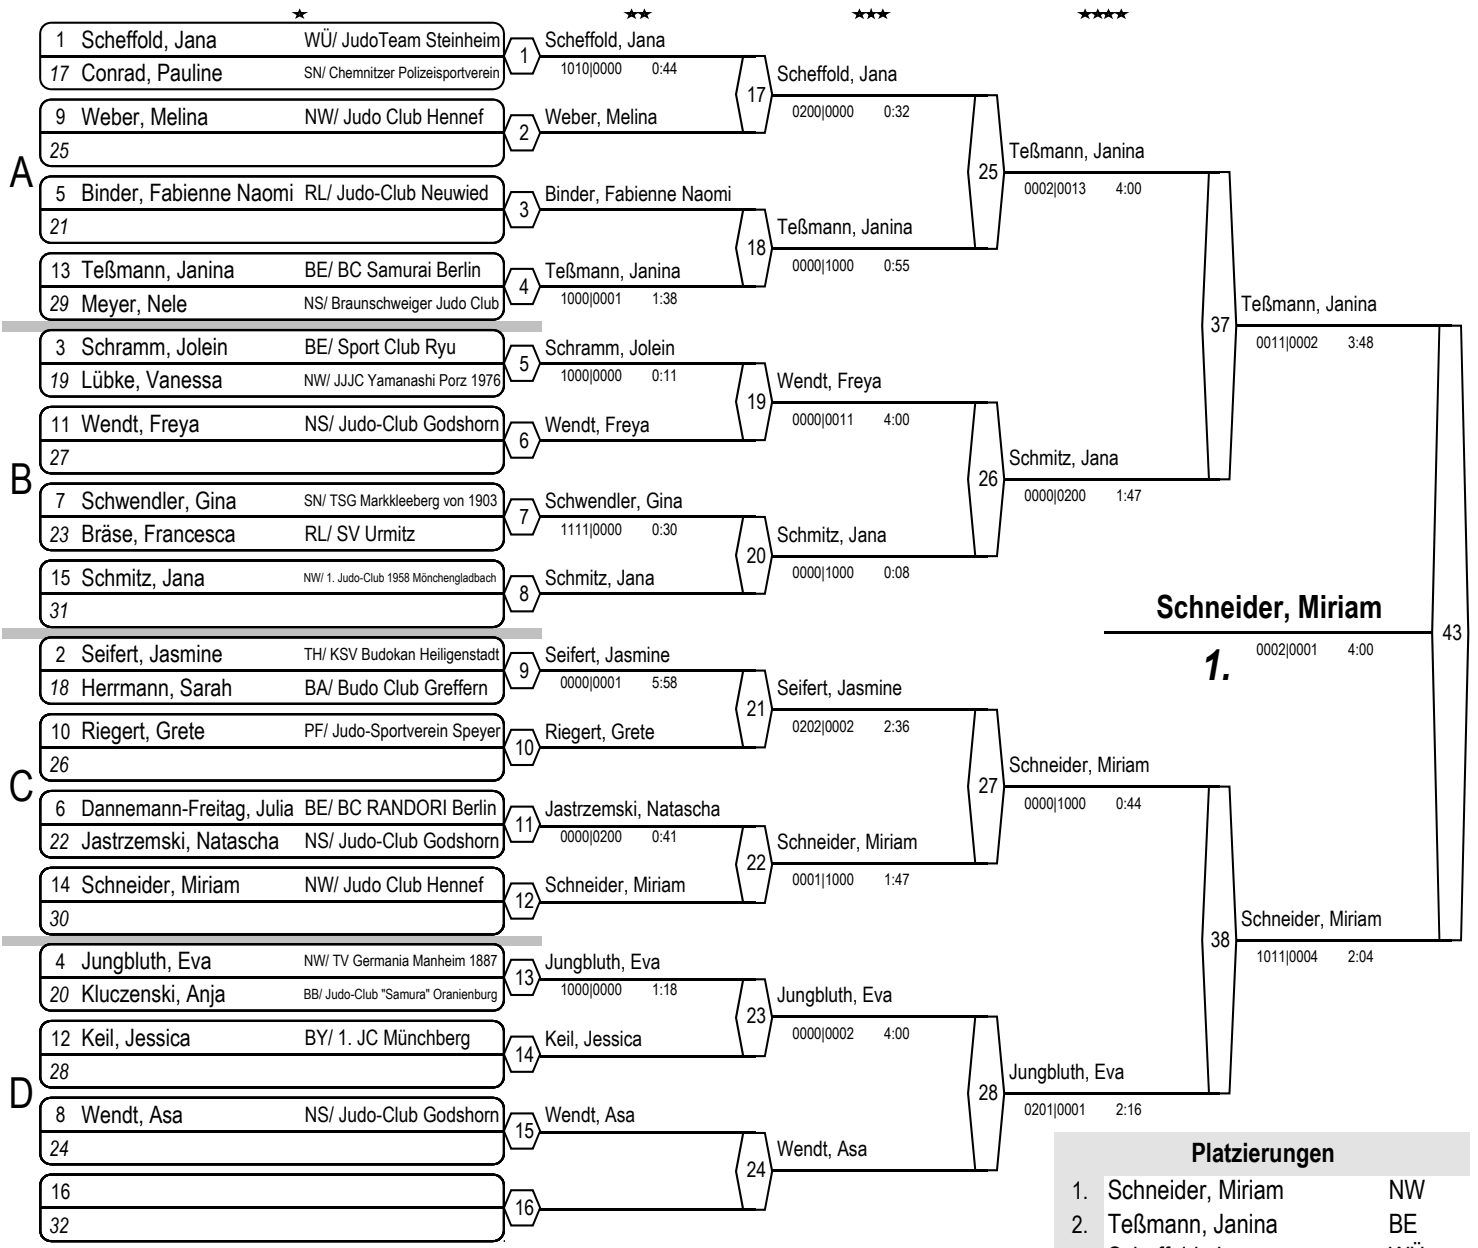 ★ ★★ ★★★ ★★★★
A
1 Scheffold, Jana WÜ/ JudoTeam Steinheim
17 Conrad, Pauline SN/ Chemnitzer Polizeisportverein
9 Weber, Melina NW/ Judo Club Hennef
25
5 Binder, Fabienne Naomi RL/ Judo-Club Neuwied
21
13 Teßmann, Janina BE/ BC Samurai Berlin
29 Meyer, Nele NS/ Braunschweiger Judo Club
B
3 Schramm, Jolein BE/ Sport Club Ryu
19 Lübke, Vanessa NW/ JJJC Yamanashi Porz 1976
11 Wendt, Freya NS/ Judo-Club Godshorn
27
7 Schwendler, Gina SN/ TSG Markkleeberg von 1903
23 Bräse, Francesca RL/ SV Urmitz
15 Schmitz, Jana NW/ 1. Judo-Club 1958 Mönchengladbach
31
C
2 Seifert, Jasmine TH/ KSV Budokan Heiligenstadt
18 Herrmann, Sarah BA/ Budo Club Greffern
10 Riegert, Grete PF/ Judo-Sportverein Speyer
26
6 Dannemann-Freitag, Julia BE/ BC RANDORI Berlin
22 Jastrzemski, Natascha NS/ Judo-Club Godshorn
14 Schneider, Miriam NW/ Judo Club Hennef
30
D
4 Jungbluth, Eva NW/ TV Germania Manheim 1887
20 Kluczenski, Anja BB/ Judo-Club "Samura" Oranienburg
12 Keil, Jessica BY/ 1. JC Münchberg
28
8 Wendt, Asa NS/ Judo-Club Godshorn
24
16
32
1 Scheffold, Jana
1010|0000 0:44
2 Weber, Melina
3 Binder, Fabienne Naomi
4 Teßmann, Janina
1000|0001 1:38
5 Schramm, Jolein
1000|0000 0:11
6 Wendt, Freya
7 Schwendler, Gina
1111|0000 0:30
8 Schmitz, Jana
9 Seifert, Jasmine
0000|0001 5:58
10 Riegert, Grete
11 Jastrzemski, Natascha
0000|0200 0:41
12 Schneider, Miriam
13 Jungbluth, Eva
1000|0000 1:18
14 Keil, Jessica
15 Wendt, Asa
16
17 Scheffold, Jana
0200|0000 0:32
18 Teßmann, Janina
0000|1000 0:55
19 Wendt, Freya
0000|0011 4:00
20 Schmitz, Jana
0000|1000 0:08
21 Seifert, Jasmine
0202|0002 2:36
22 Schneider, Miriam
0001|1000 1:47
23 Jungbluth, Eva
0000|0002 4:00
24 Wendt, Asa
25 Teßmann, Janina
0002|0013 4:00
26 Schmitz, Jana
0000|0200 1:47
27 Schneider, Miriam
0000|1000 0:44
28 Jungbluth, Eva
0201|0001 2:16
37 Teßmann, Janina
0011|0002 3:48
38 Schneider, Miriam
1011|0004 2:04
43
Schneider, Miriam
1. 0002|0001 4:00
Platzierungen
1. Schneider, Miriam NW
2. Teßmann, Janina BE